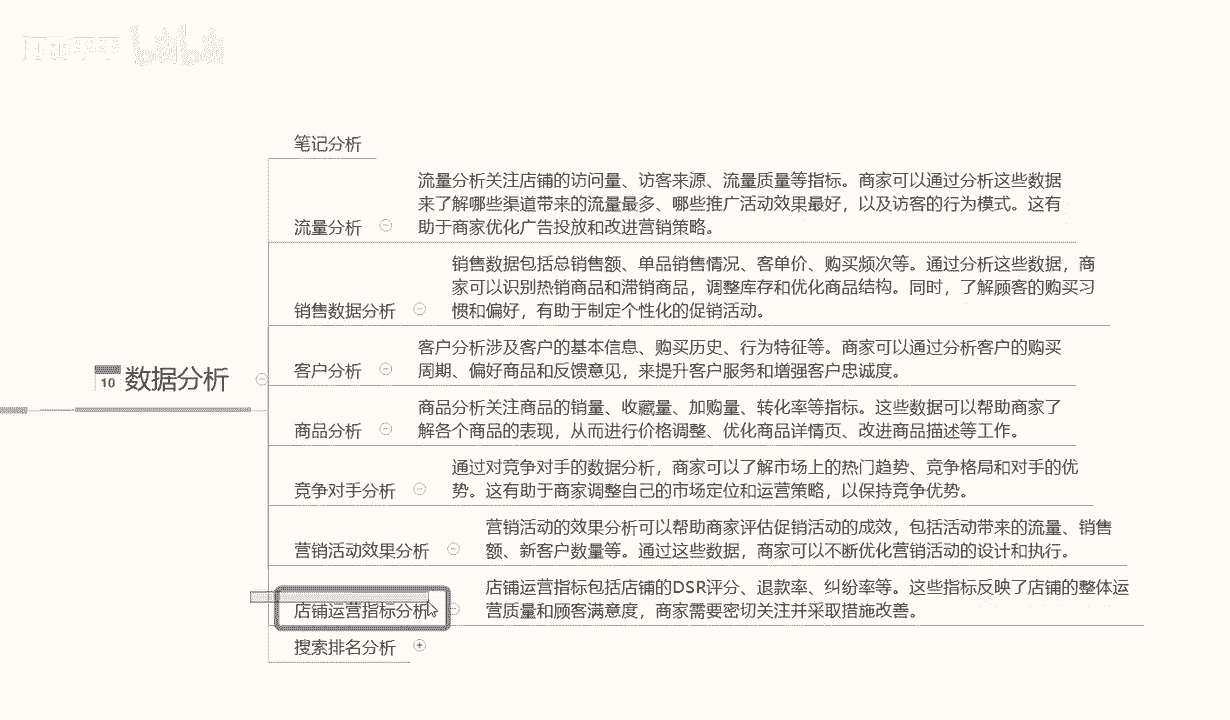 笔记分析
流量分析关注店铺的访问量、访客来源、流量质量等指标。商家可以通过分析这些数据
来了解哪些渠道带来的流量最多、哪些推广活动效果最好，以及访客的行为模式。这有
流量分析
助于商家优化广告投放和改进营销策略。
销售数据包括总销售额、单品销售情况、客单价、购买频次等。通过分析这些数据，商
家可以识别热销商品和滞销商品，调整库存和优化商品结构。同时，了解顾客的购买习
销售数据分析
惯和偏好，有助于制定个性化的促销活动。
客户分析涉及客户的基本信息、购买历史、行为特征等。商家可以通过分析客户的购买
客户分析
周期、偏好商品和反馈意见，来提升客户服务和增强客户忠诚度。
10 数据分析
商品分析关注商品的销量、收藏量、加购量、转化率等指标。这些数据可以帮助商家了
商品分析
解各个商品的表现，从而进行价格调整、优化商品详情页、改进商品描述等工作。
通过对竞争对手的数据分析，商家可以了解市场上的热门趋势、竞争格局和对手的优
竞争对手分析
势。这有助于商家调整自己的市场定位和运营策略，以保持竞争优势。
营销活动的效果分析可以帮助商家评估促销活动的成效，包括活动带来的流量、销售
营销活动效果分析
额、新客户数量等。通过这些数据，商家可以不断优化营销活动的设计和执行。
店铺运营指标包括店铺的DSR评分、退款率、纠纷率等。这些指标反映了店铺的整体运
店铺运营指标分析
营质量和顾客满意度，商家需要密切关注并采取措施改善。
搜索排名分析